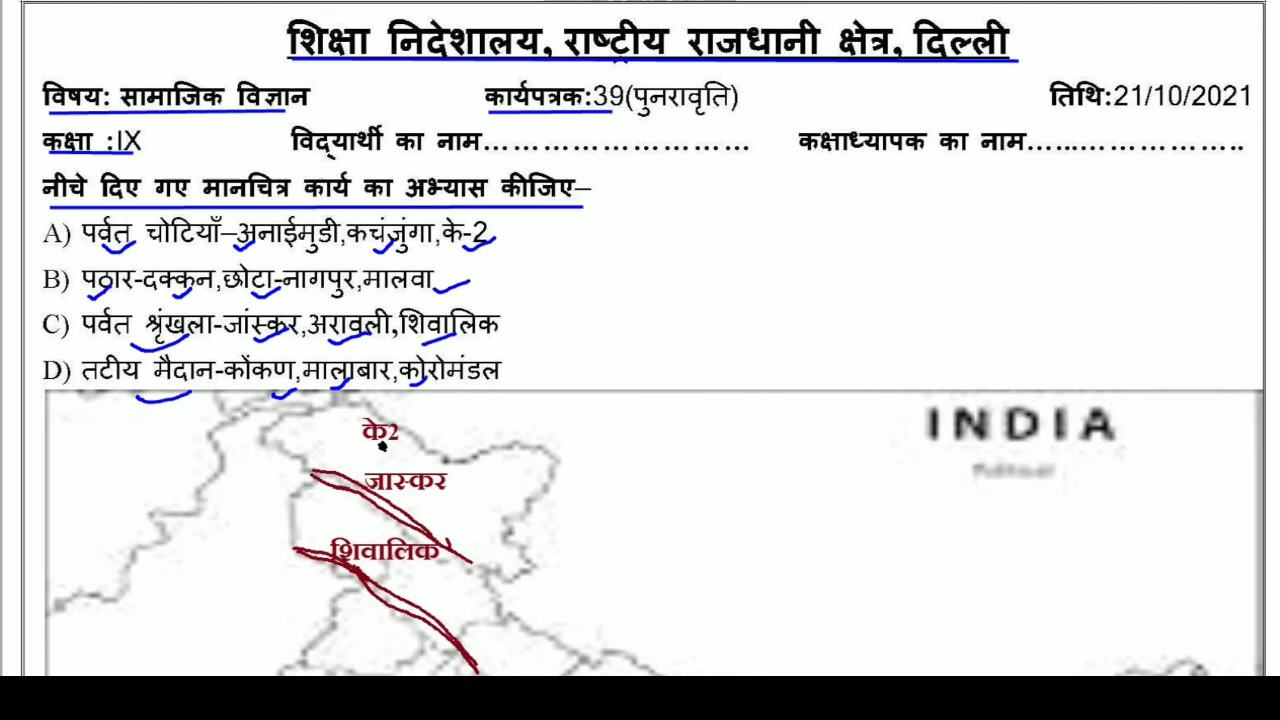 शिक्षा निदेशालय, राष्ट्रीय राजधानी क्षेत्र, दिल्ली
विषय: सामाजिक विज्ञान कार्यपत्रक:39(पुनरावृति) तिथि:21/10/2021
कक्षा :IX विद्यार्थी का नाम……………………… कक्षाध्यापक का नाम…...……………..
नीचे दिए गए मानचित्र कार्य का अभ्यास कीजिए–
A) पर्वत चोटियाँ–अनाईमुडी,कचंजुंगा,के-2
B) पठार-दक्कन,छोटा-नागपुर,मालवा
C) पर्वत श्रृंखला-जांस्कर,अरावली,शिवालिक
D) तटीय मैदान-कोंकण,मालाबार,कोरोमंडल
INDIA
के2
जास्कर
शिवालिक